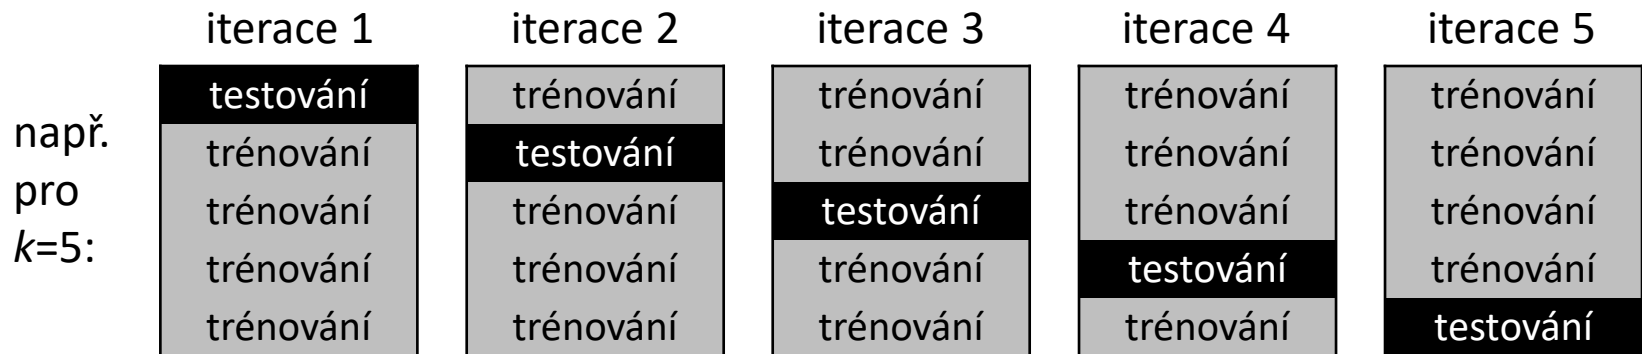 iterace 1 iterace 2 iterace 3 iterace 4 iterace 5
např.
pro
k=5:
testování trénování trénování trénování trénování
trénování testování trénování trénování trénování
trénování trénování testování trénování trénování
trénování trénování trénování testování trénování
trénování trénování trénování trénování testování